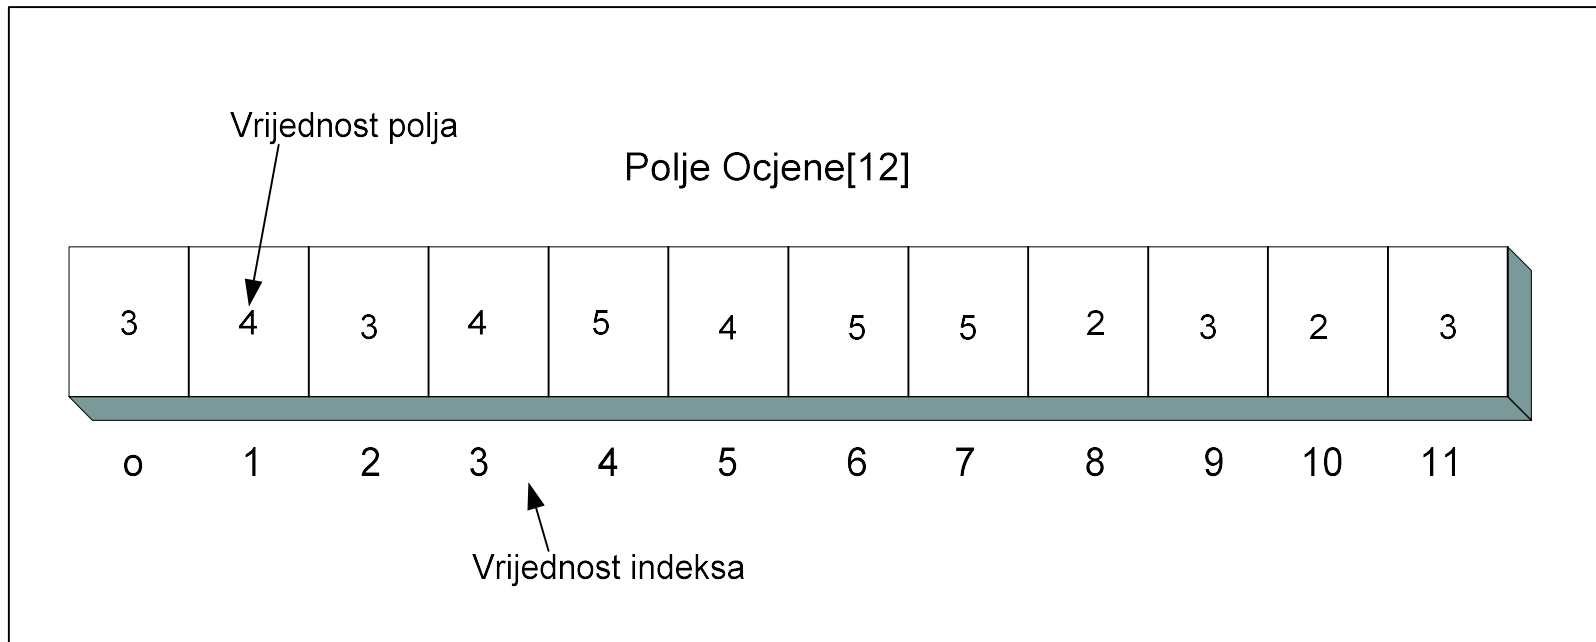 Vrijednost polja
Polje Ocjene[12]
3 4 3 4 5 4 5 5 2 3 2 3
o 1 2 3 4 5 6 7 8 9 10 11
Vrijednost indeksa